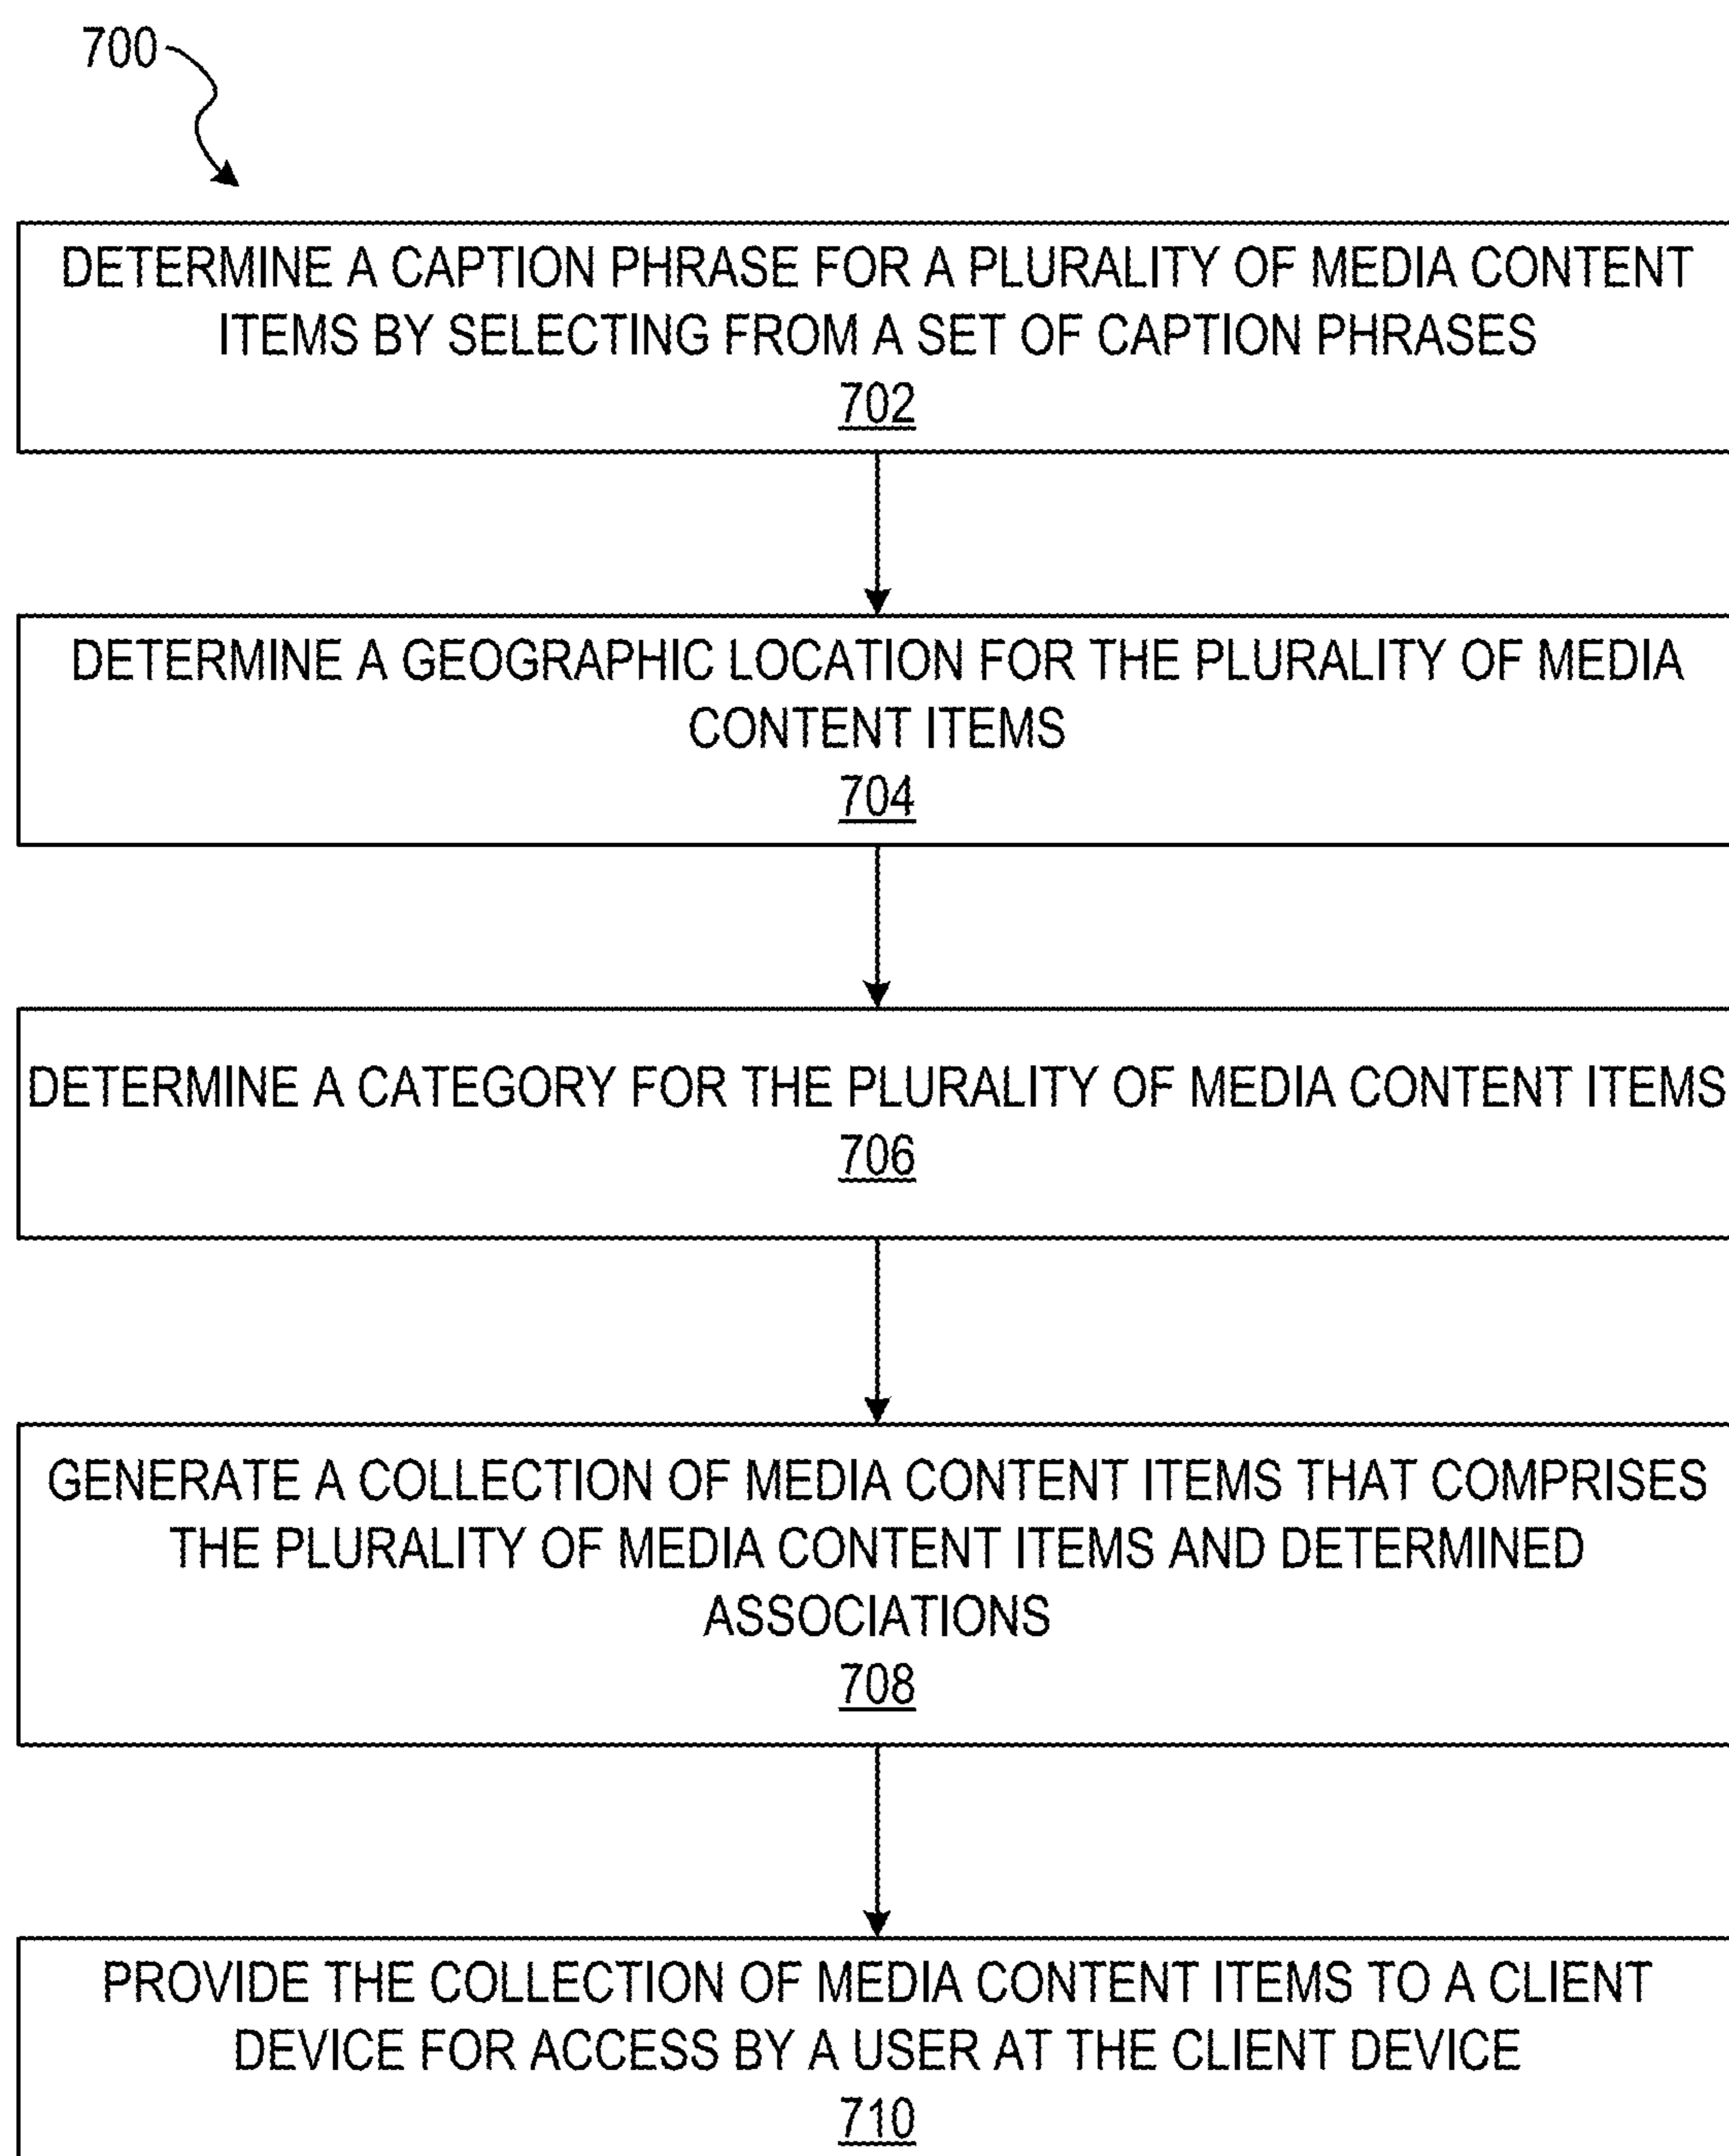 700
DETERMINE A CAPTION PHRASE FOR A PLURALITY OF MEDIA CONTENT
ITEMS BY SELECTING FROM A SET OF CAPTION PHRASES
702
DETERMINE A GEOGRAPHIC LOCATION FOR THE PLURALITY OF MEDIA
CONTENT ITEMS
704
DETERMINE A CATEGORY FOR THE PLURALITY OF MEDIA CONTENT ITEMS
706
GENERATE A COLLECTION OF MEDIA CONTENT ITEMS THAT COMPRISES
THE PLURALITY OF MEDIA CONTENT ITEMS AND DETERMINED
ASSOCIATIONS
708
PROVIDE THE COLLECTION OF MEDIA CONTENT ITEMS TO A CLIENT
DEVICE FOR ACCESS BY A USER AT THE CLIENT DEVICE
710